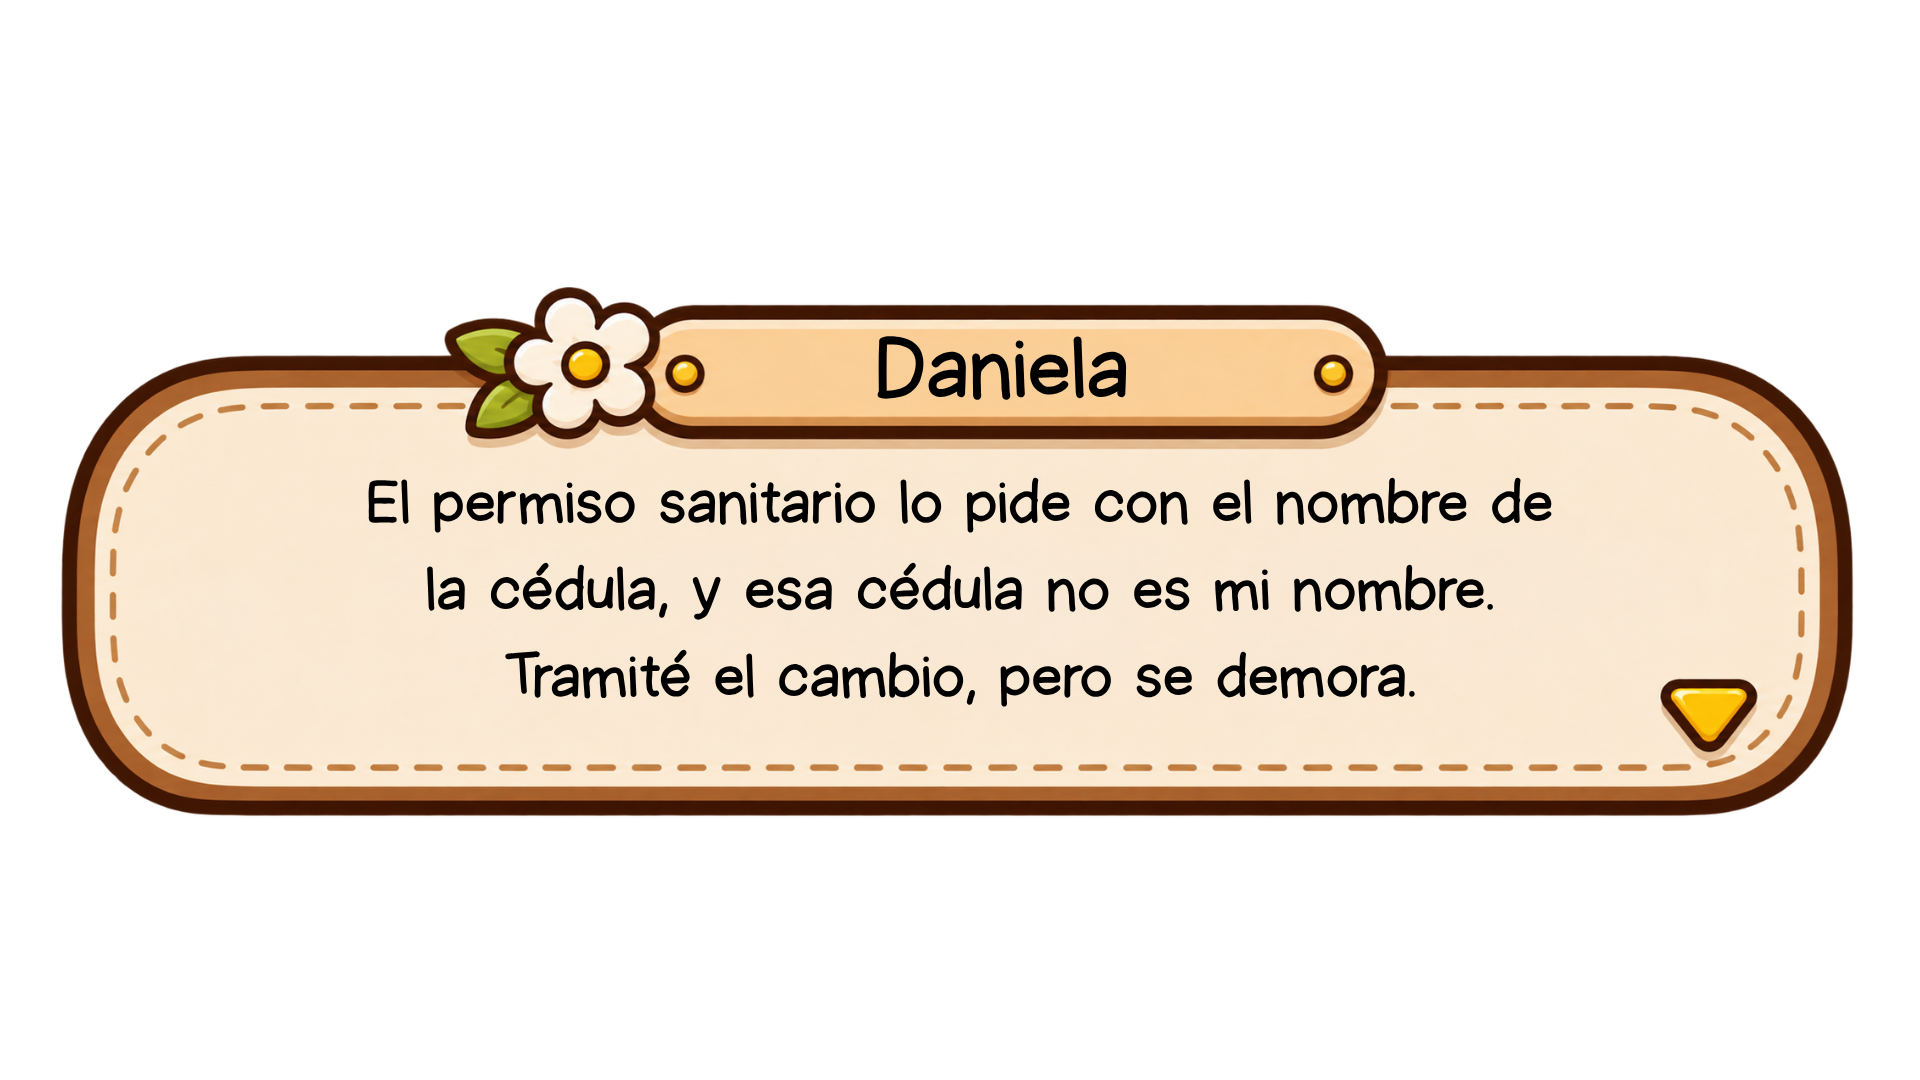 Daniela
El permiso sanitario lo pide con el nombre de
la cédula, y esa cédula no es mi nombre.
Tramité el cambio, pero se demora.